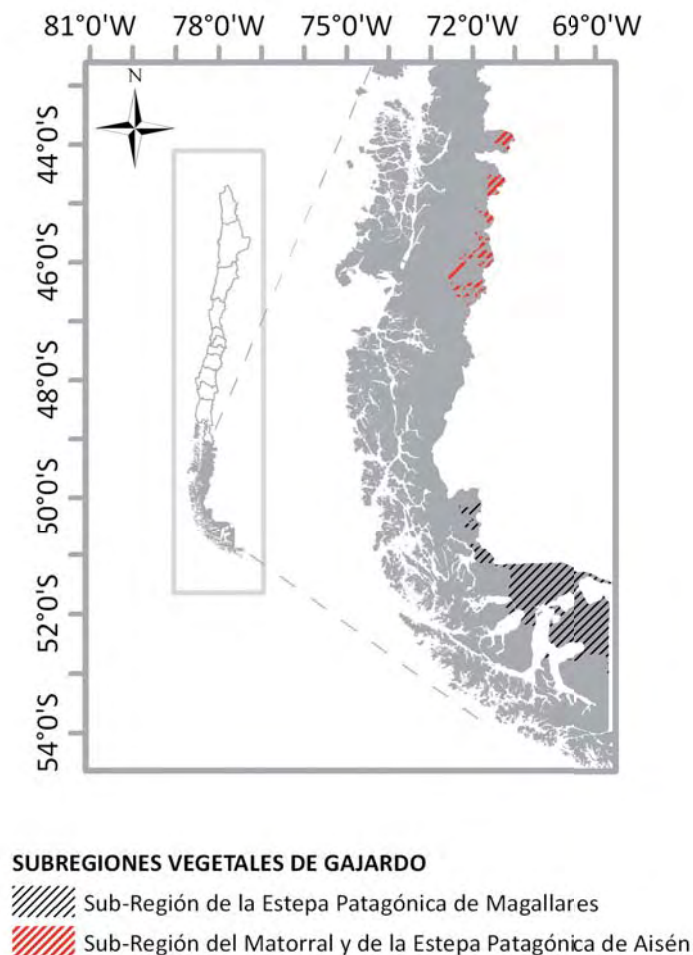 81°0'W 78°0'W 75°0'W 72°0'W 69°0'W
N
44°0'S
46°0'S
48°0'S
50°0'S
52°0'S
54°0'S
SUBREGIONES VEGETALES DE GAJARDO
Sub-Región de la Estepa Patagónica de Magallares
Sub-Región del Matorral y de la Estepa Patagónica de Aisén